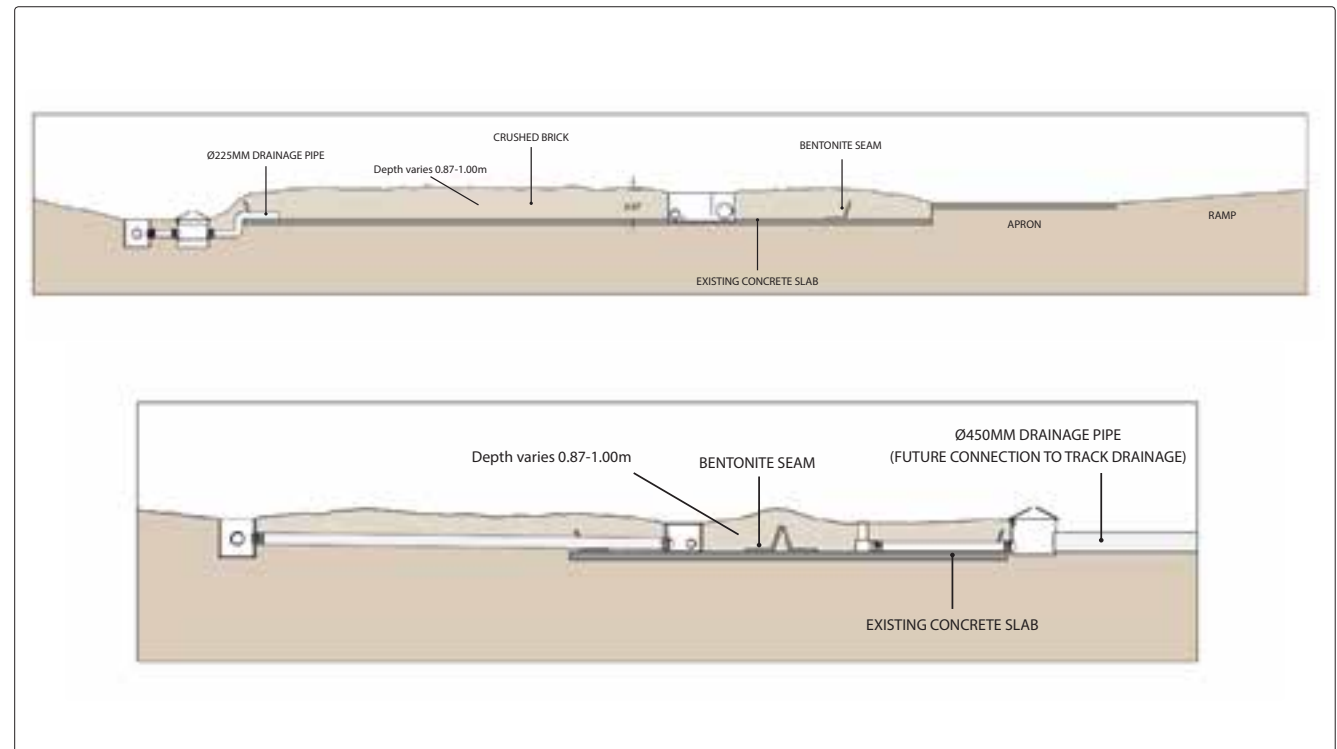 CRUSHED BRICK
Ø225MM DRAINAGE PIPE
BENTONITE SEAM
Depth varies 0.87-1.00m
RAMP
APRON
EXISTING CONCRETE SLAB
Ø450MM DRAINAGE PIPE
(FUTURE CONNECTION TO TRACK DRAINAGE)
Depth varies 0.87-1.00m
BENTONITE SEAM
EXISTING CONCRETE SLAB